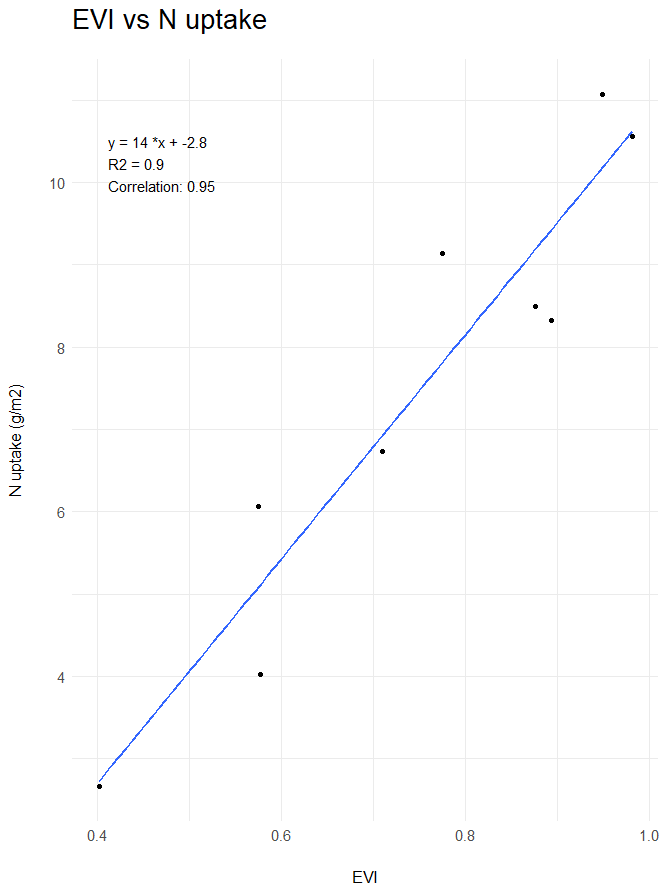 EVI vs N uptake
y = 14 *x + -2.8
R2 = 0.9
Correlation: 0.95
10
8
6
4
N uptake (g/m2)
0.4 0.6 0.8 1.0
EVI